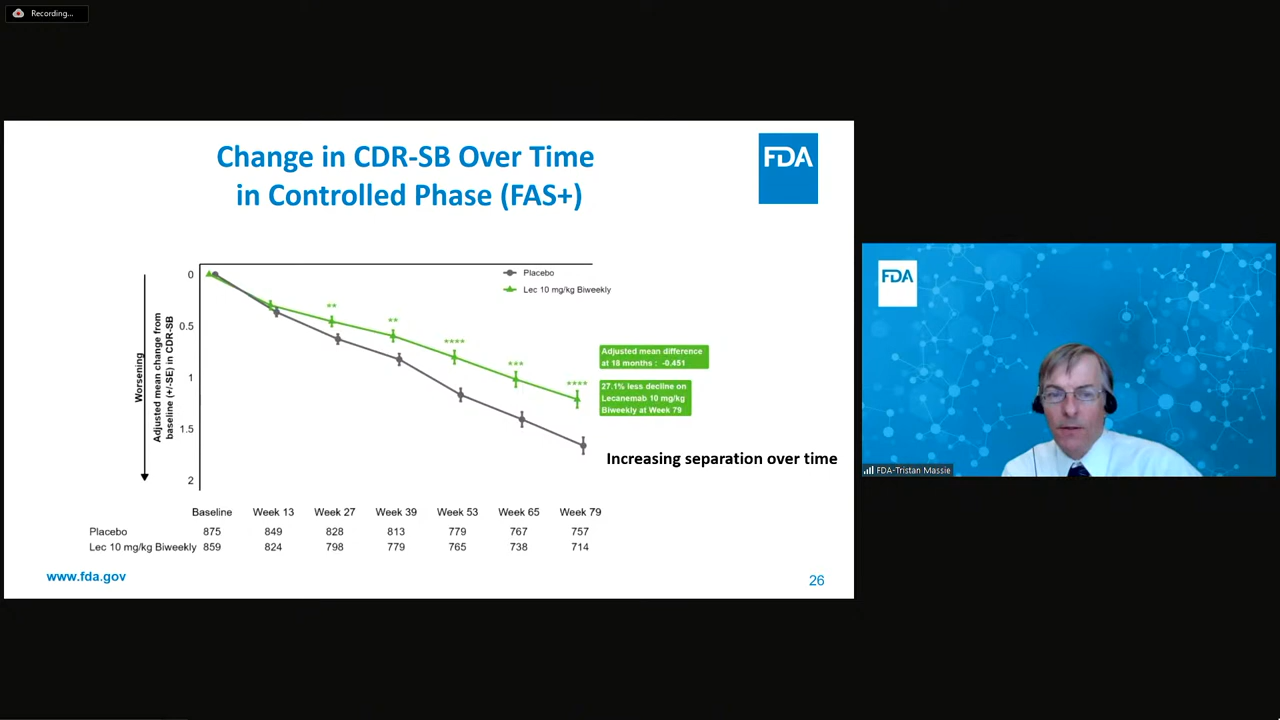 Recording...
Change in CDR-SB Over Time
in Controlled Phase (FAS+)
FDA
Placebo
Lec 10 mg/kg Biweekly
0
0.5
1
1.5
2
Worsening
Adjusted mean change from
baseline (+/-SE) in CDR-SB
**
**
****
***
****
Adjusted mean difference
at 18 months : -0.451
27.1% less decline on
Lecanemab 10 mg/kg
Biweekly at Week 79
Increasing separation over time
Baseline Week 13 Week 27 Week 39 Week 53 Week 65 Week 79
Placebo 875 849 828 813 779 767 757
Lec 10 mg/kg Biweekly 859 824 798 779 765 738 714
www.fda.gov
26
FDA
FDA-Tristan Massie